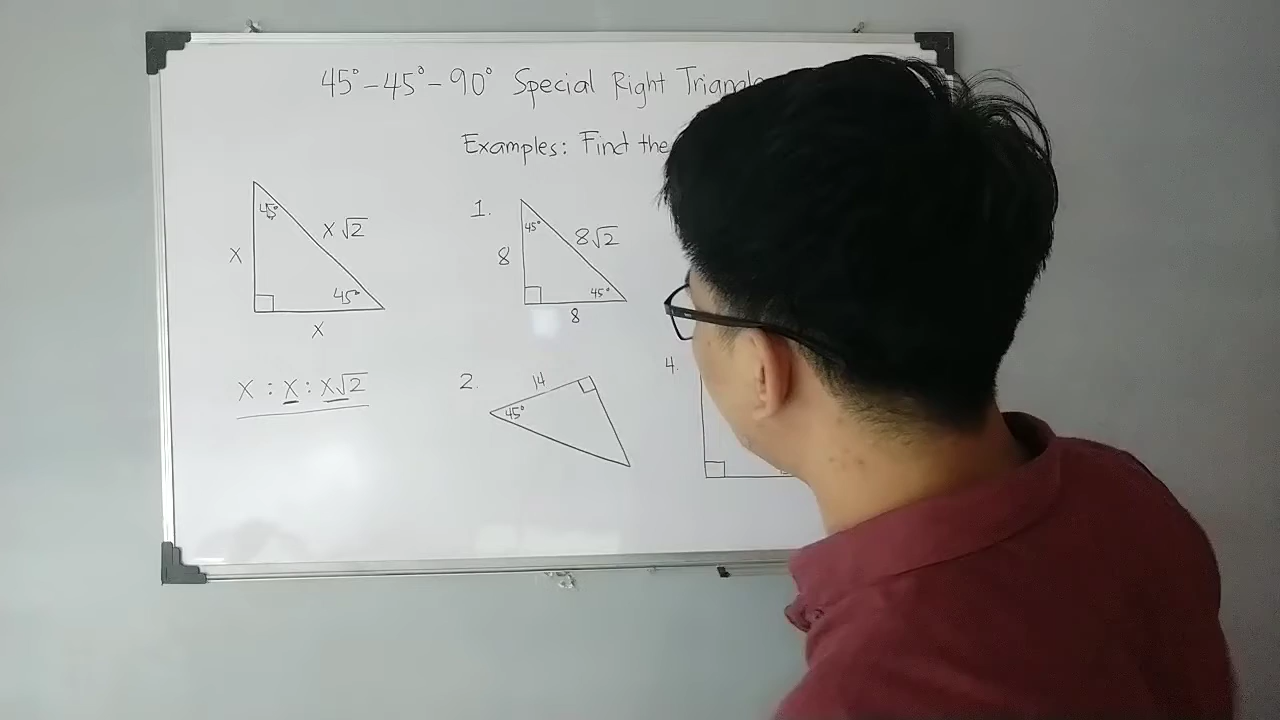 45°-45°-90° Special Right
Examples: Find the
45°
x√2
x
45°
x
x : x : x√2
1.
45°
8√2
8
45°
8
2.
14
45°
4.